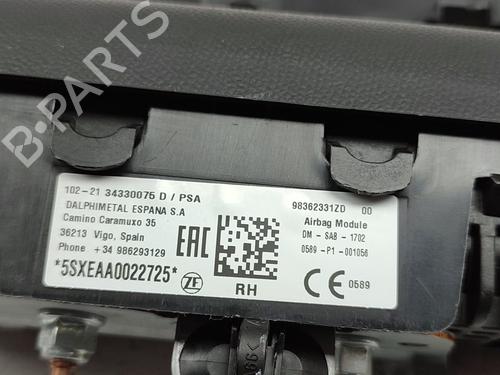 B-PARTS
102-21 34330075 D / PSA
DALPHIMETAL ESPANA S.A
Camino Caramuxo 35
36213 Vigo, Spain
Phone +34 986293129
*5SXEAA0022725*
EAC
ZF
RH
98362331ZD 00
Airbag Module
DM - SAB - 1702
0589 - P1 - 001056
CE 0589